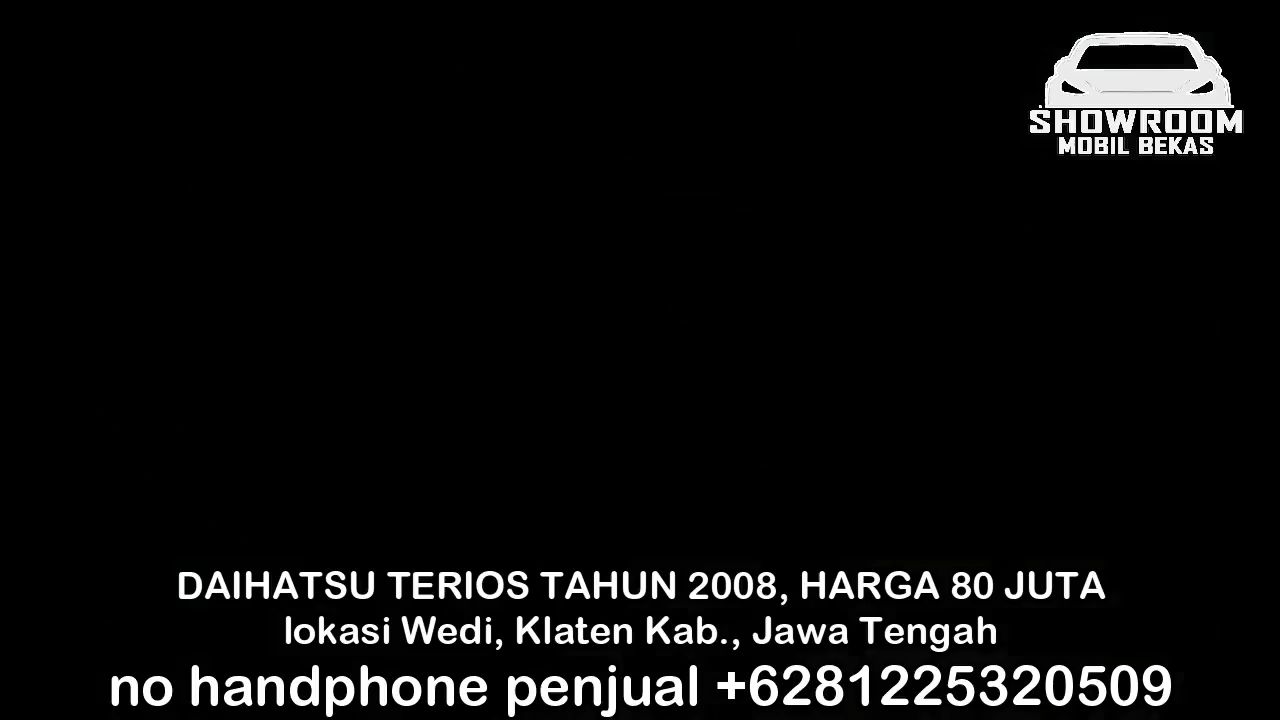 SHOWROOM
MOBIL BEKAS
DAIHATSU TERIOS TAHUN 2008, HARGA 80 JUTA
lokasi Wedi, Klaten Kab., Jawa Tengah
no handphone penjual +6281225320509